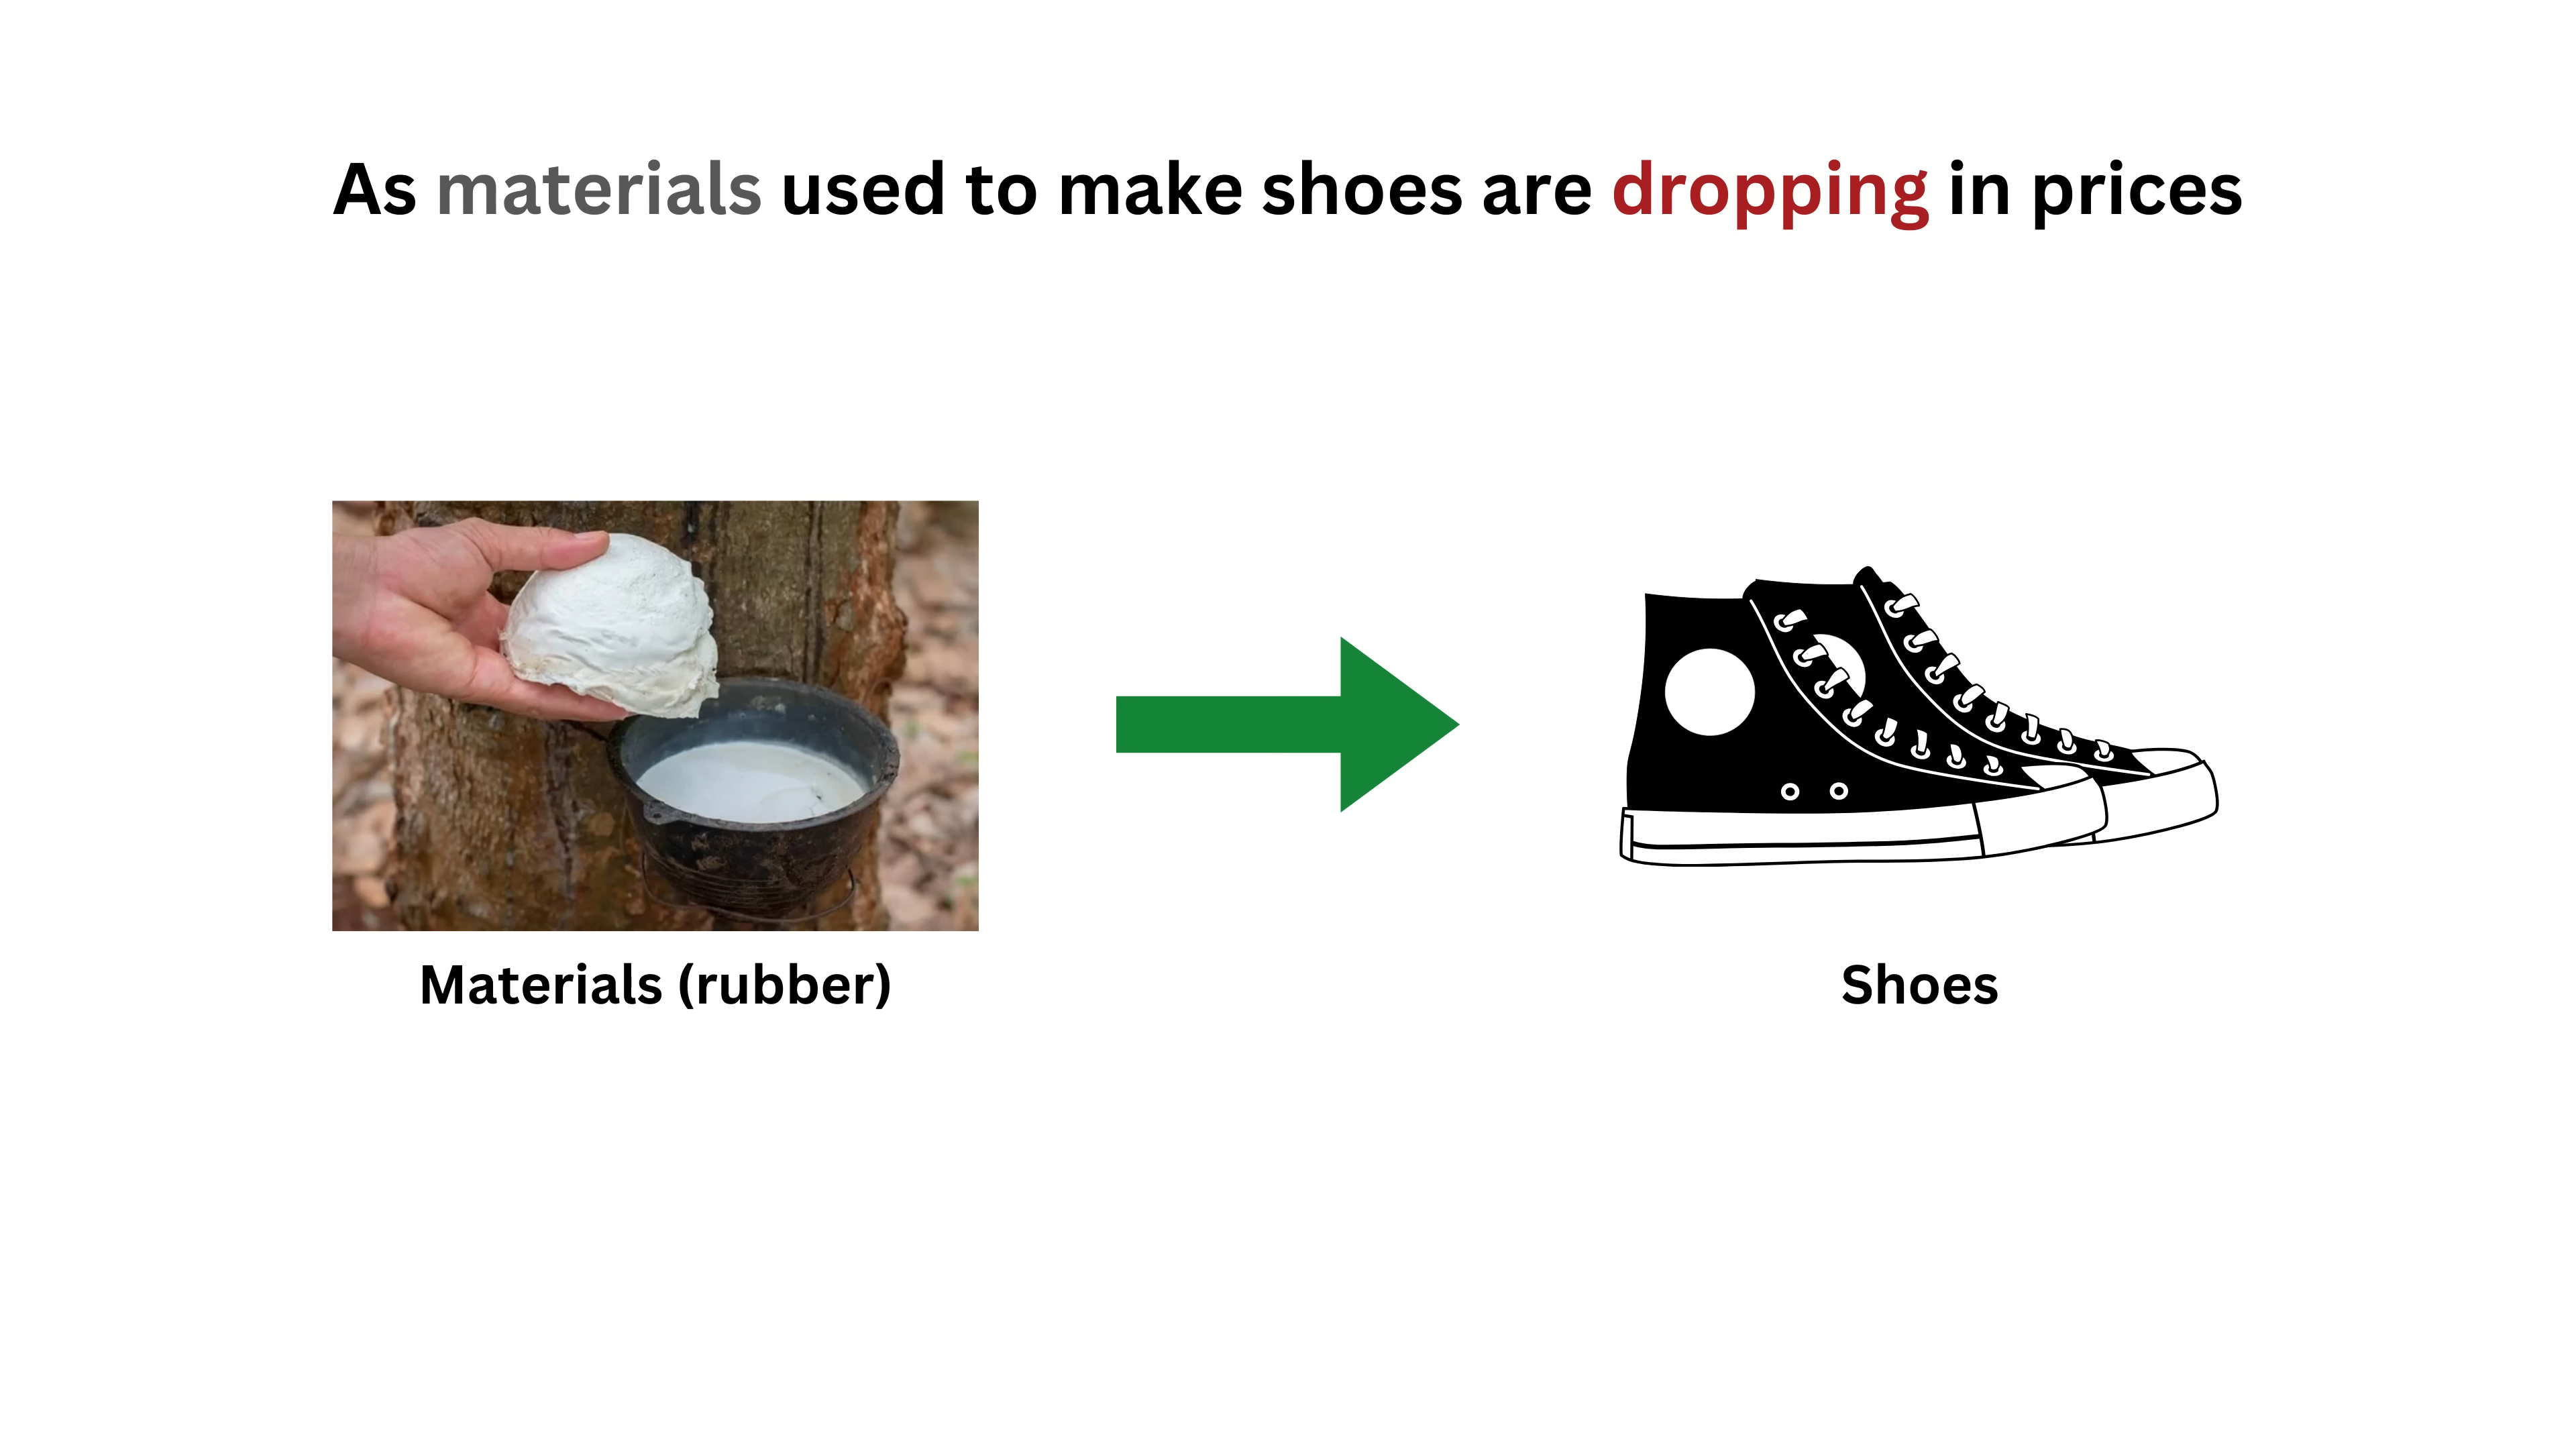 As materials used to make shoes are dropping in prices
Materials (rubber)
Shoes